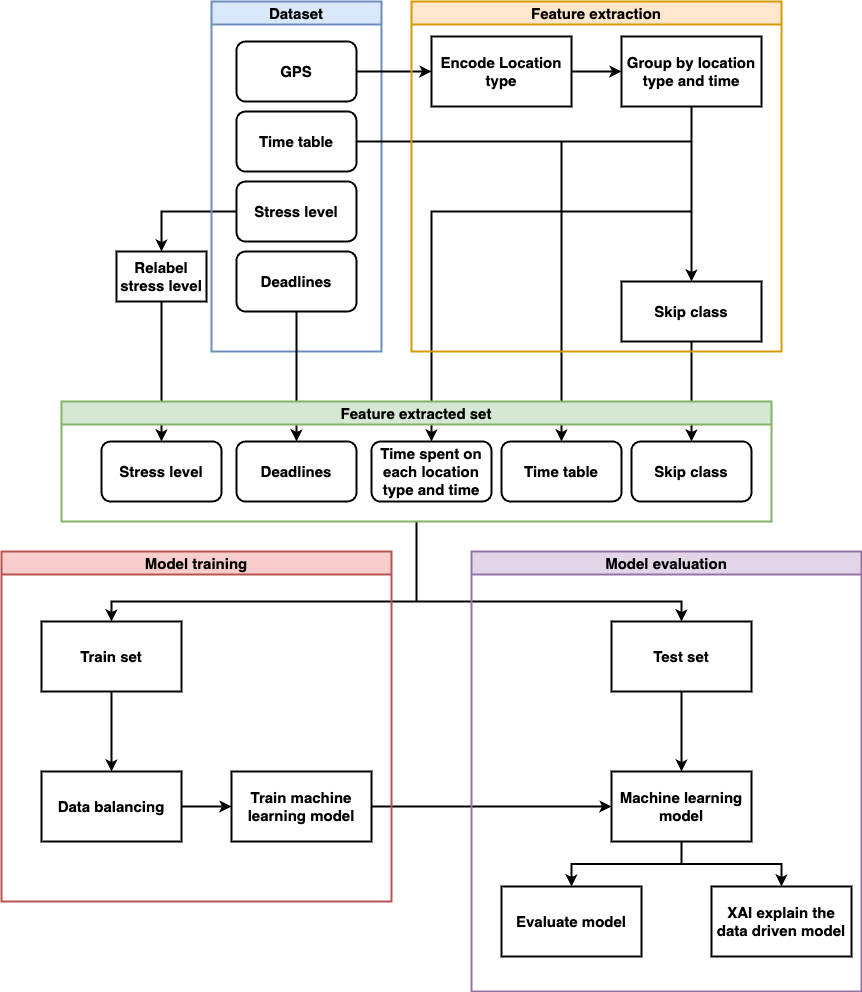 Dataset
Feature extraction
GPS
Encode Location
type
Group by location
type and time
Time table
Stress level
Relabel
stress level
Deadlines
Skip class
Feature extracted set
Stress level
Deadlines
Time spent on
each location
type and time
Time table
Skip class
Model training
Model evaluation
Train set
Test set
Data balancing
Train machine
learning model
Machine learning
model
Evaluate model
XAI explain the
data driven model